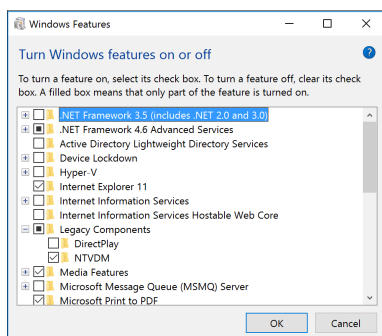 Windows Features
Turn Windows features on or off
To turn a feature on, select its check box. To turn a feature off, clear its check
box. A filled box means that only part of the feature is turned on.
.NET Framework 3.5 (includes .NET 2.0 and 3.0)
.NET Framework 4.6 Advanced Services
Active Directory Lightweight Directory Services
Device Lockdown
Hyper-V
Internet Explorer 11
Internet Information Services
Internet Information Services Hostable Web Core
Legacy Components
DirectPlay
NTVDM
Media Features
Microsoft Message Queue (MSMQ) Server
Microsoft Print to PDF
OK
Cancel